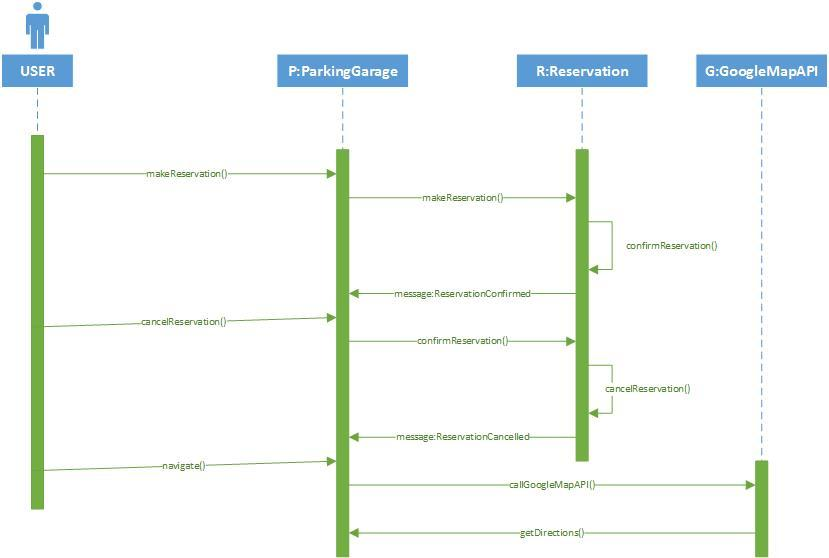 USER
P:ParkingGarage
R:Reservation
G:GoogleMapAPI
makeReservation()
makeReservation()
confirmReservation()
message:ReservationConfirmed
cancelReservation()
confirmReservation()
cancelReservation()
message:ReservationCancelled
navigate()
callGoogleMapAPI()
getDirections()